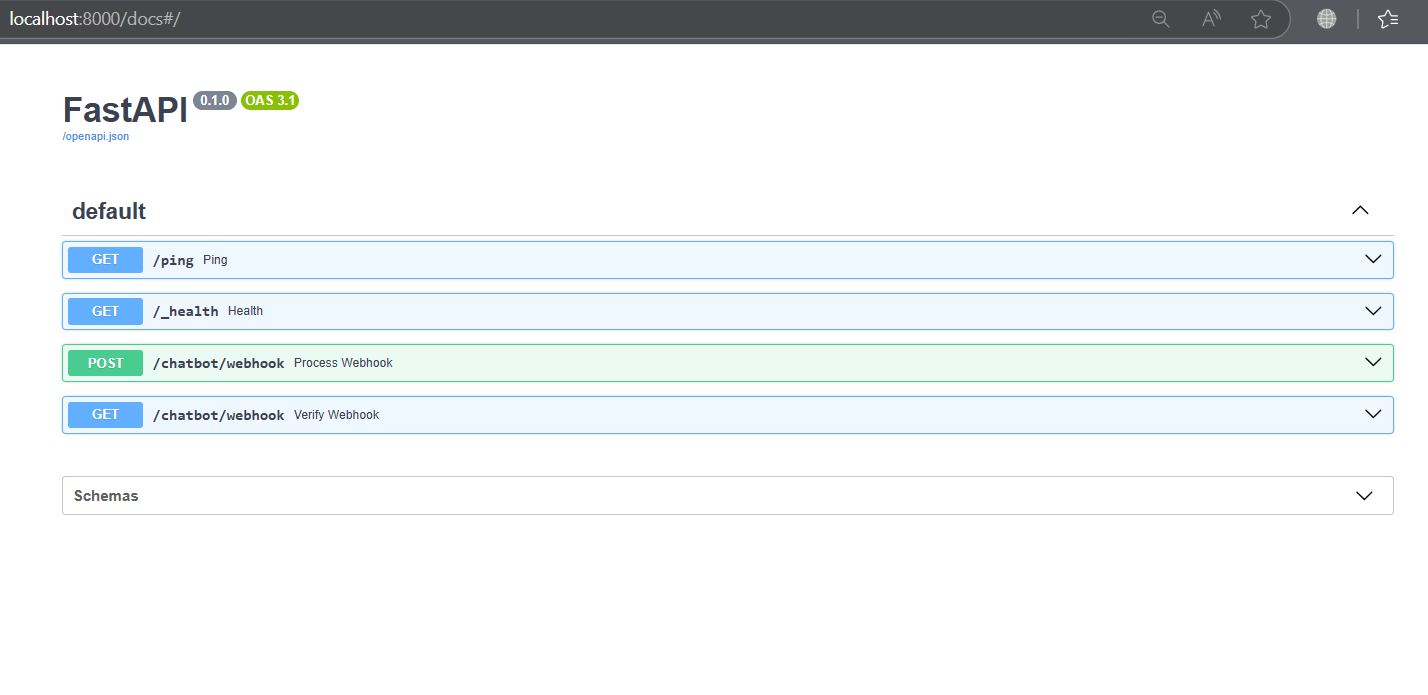 localhost:8000/docs#/
FastAPI 0.1.0 OAS 3.1
/openapi.json
default
GET /ping Ping
GET /_health Health
POST /chatbot/webhook Process Webhook
GET /chatbot/webhook Verify Webhook
Schemas